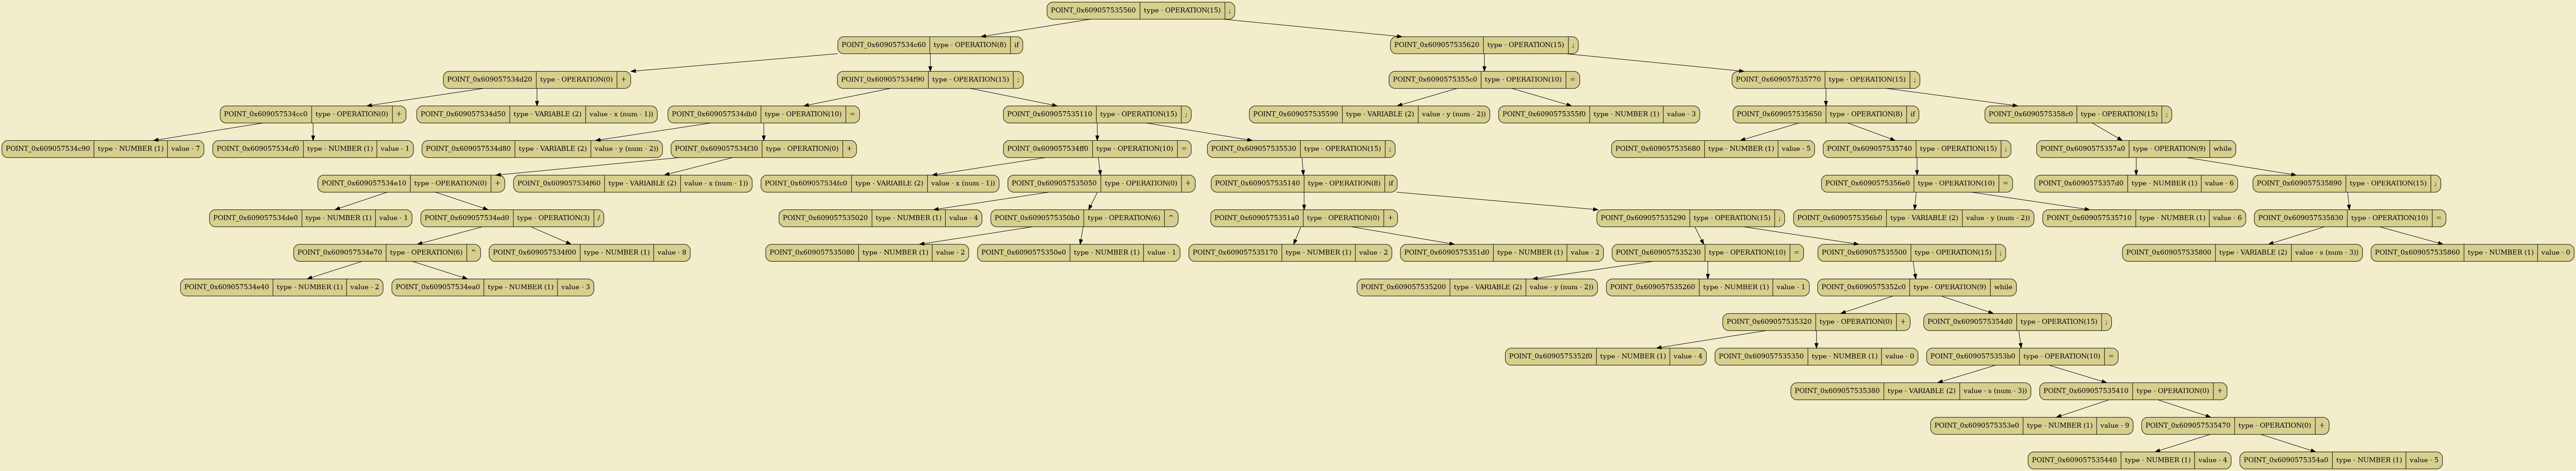 POINT_0x609057535560 type - OPERATION(15) ;
POINT_0x609057534c60 type - OPERATION(8) if
POINT_0x609057535620 type - OPERATION(15) ;
POINT_0x609057534d20 type - OPERATION(0) +
POINT_0x609057534f90 type - OPERATION(15) ;
POINT_0x6090575355c0 type - OPERATION(10) =
POINT_0x609057535770 type - OPERATION(15) ;
POINT_0x609057534cc0 type - OPERATION(0) +
POINT_0x609057534d50 type - VARIABLE (2) value - x (num - 1))
POINT_0x609057534db0 type - OPERATION(10) =
POINT_0x609057535110 type - OPERATION(15) ;
POINT_0x609057535590 type - VARIABLE (2) value - y (num - 2))
POINT_0x6090575355f0 type - NUMBER (1) value - 3
POINT_0x609057535650 type - OPERATION(8) if
POINT_0x6090575358c0 type - OPERATION(15) ;
POINT_0x609057534c90 type - NUMBER (1) value - 7
POINT_0x609057534cf0 type - NUMBER (1) value - 1
POINT_0x609057534d80 type - VARIABLE (2) value - y (num - 2))
POINT_0x609057534f30 type - OPERATION(0) +
POINT_0x609057534ff0 type - OPERATION(10) =
POINT_0x609057535530 type - OPERATION(15) ;
POINT_0x609057535680 type - NUMBER (1) value - 5
POINT_0x609057535740 type - OPERATION(15) ;
POINT_0x6090575357a0 type - OPERATION(9) while
POINT_0x609057534e10 type - OPERATION(0) +
POINT_0x609057534f60 type - VARIABLE (2) value - x (num - 1))
POINT_0x609057534fc0 type - VARIABLE (2) value - x (num - 1))
POINT_0x609057535050 type - OPERATION(0) +
POINT_0x609057535140 type - OPERATION(8) if
POINT_0x6090575356e0 type - OPERATION(10) =
POINT_0x6090575357d0 type - NUMBER (1) value - 6
POINT_0x609057535890 type - OPERATION(15) ;
POINT_0x609057534de0 type - NUMBER (1) value - 1
POINT_0x609057534ed0 type - OPERATION(3) /
POINT_0x609057535020 type - NUMBER (1) value - 4
POINT_0x6090575350b0 type - OPERATION(6) ^
POINT_0x6090575351a0 type - OPERATION(0) +
POINT_0x609057535290 type - OPERATION(15) ;
POINT_0x6090575356b0 type - VARIABLE (2) value - y (num - 2))
POINT_0x609057535710 type - NUMBER (1) value - 6
POINT_0x609057535830 type - OPERATION(10) =
POINT_0x609057534e70 type - OPERATION(6) ^
POINT_0x609057534f00 type - NUMBER (1) value - 8
POINT_0x609057535080 type - NUMBER (1) value - 2
POINT_0x6090575350e0 type - NUMBER (1) value - 1
POINT_0x609057535170 type - NUMBER (1) value - 2
POINT_0x6090575351d0 type - NUMBER (1) value - 2
POINT_0x609057535230 type - OPERATION(10) =
POINT_0x609057535500 type - OPERATION(15) ;
POINT_0x609057535800 type - VARIABLE (2) value - s (num - 3))
POINT_0x609057535860 type - NUMBER (1) value - 0
POINT_0x609057534e40 type - NUMBER (1) value - 2
POINT_0x609057534ea0 type - NUMBER (1) value - 3
POINT_0x609057535200 type - VARIABLE (2) value - y (num - 2))
POINT_0x609057535260 type - NUMBER (1) value - 1
POINT_0x6090575352c0 type - OPERATION(9) while
POINT_0x609057535320 type - OPERATION(0) +
POINT_0x6090575354d0 type - OPERATION(15) ;
POINT_0x6090575352f0 type - NUMBER (1) value - 4
POINT_0x609057535350 type - NUMBER (1) value - 0
POINT_0x6090575353b0 type - OPERATION(10) =
POINT_0x609057535380 type - VARIABLE (2) value - s (num - 3))
POINT_0x609057535410 type - OPERATION(0) +
POINT_0x6090575353e0 type - NUMBER (1) value - 9
POINT_0x609057535470 type - OPERATION(0) +
POINT_0x609057535440 type - NUMBER (1) value - 4
POINT_0x6090575354a0 type - NUMBER (1) value - 5